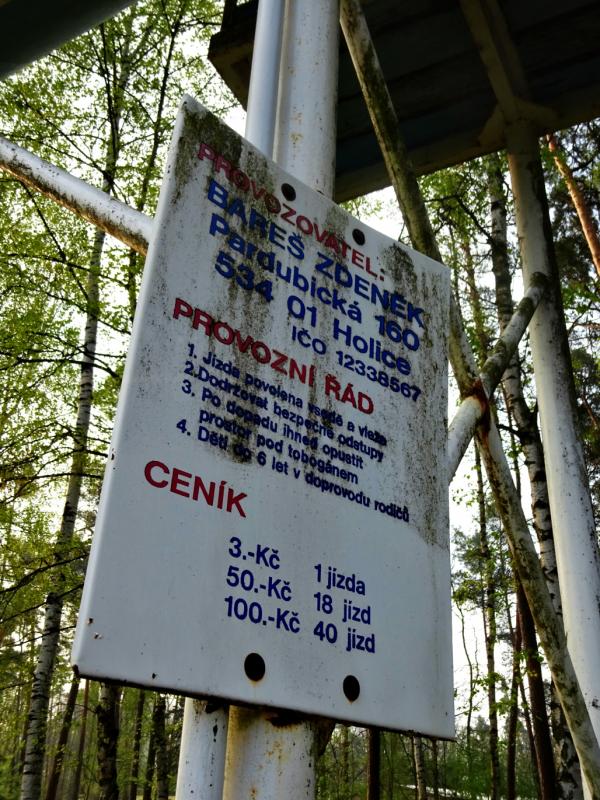 PROVOZOVATEL:
BAREŠ ZDENĚK
Pardubická 160
534 01 Holice
IČO 12338567
PROVOZNÍ ŘÁD
1. Jízda povolena vsedě a vleže
2. Dodržovat bezpečné odstupy
3. Po dopadu ihned opustit
prostor pod tobogánem
4. Děti do 6 let v doprovodu rodičů
CENÍK
3.-Kč 1 jízda
50.-Kč 18 jízd
100.-Kč 40 jízd